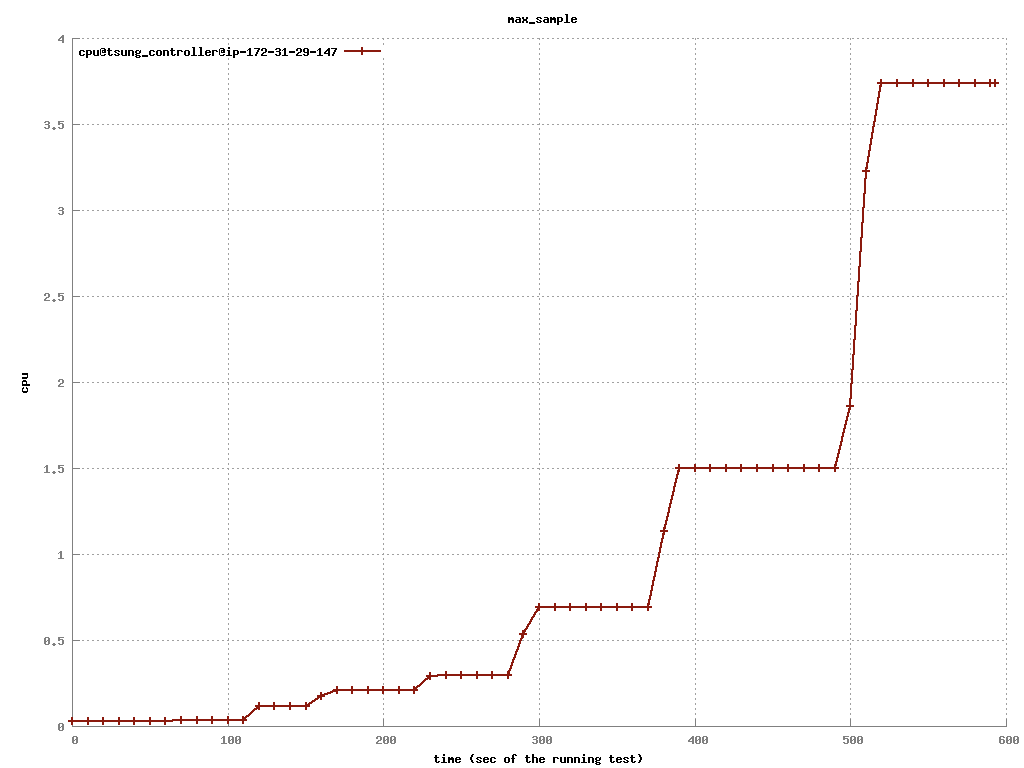 max_sample
cpu@tsung_controller@ip-172-31-29-147
4
3.5
3
2.5
2
1.5
1
0.5
0
cpu
0 100 200 300 400 500 600
time (sec of the running test)